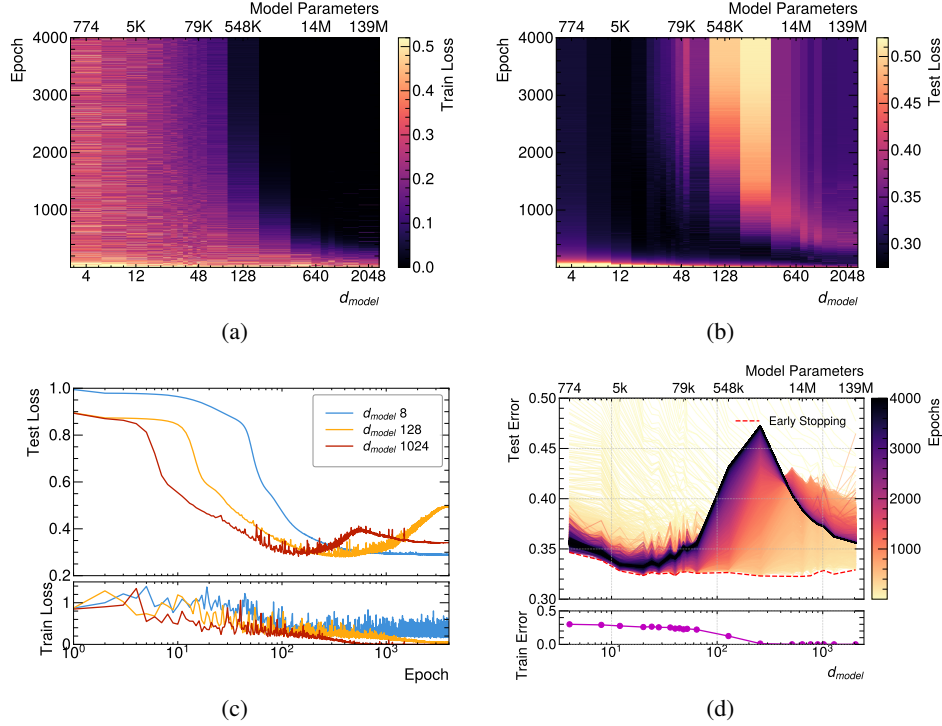 Model Parameters
774 5K 79K 548K 14M 139M
Epoch
4000
3000
2000
1000
4 12 48 128 640 2048
d_model
0.5
0.4
0.3
0.2
0.1
0.0
Train Loss
(a)
Model Parameters
774 5K 79K 548K 14M 139M
Epoch
4000
3000
2000
1000
4 12 48 128 640 2048
d_model
0.50
0.45
0.40
0.35
0.30
Test Loss
(b)
Test Loss
1.0
0.8
0.6
0.4
0.2
d_model 8
d_model 128
d_model 1024
Train Loss
1
0
10^0 10^1 10^2 10^3
Epoch
(c)
Model Parameters
774 5k 79K 548K 14M 139M
Test Error
0.50
0.45
0.40
0.35
0.30
Early Stopping
4000
3000
2000
1000
Epochs
Train Error
0.5
0.0
10^1 10^2 10^3
d_model
(d)